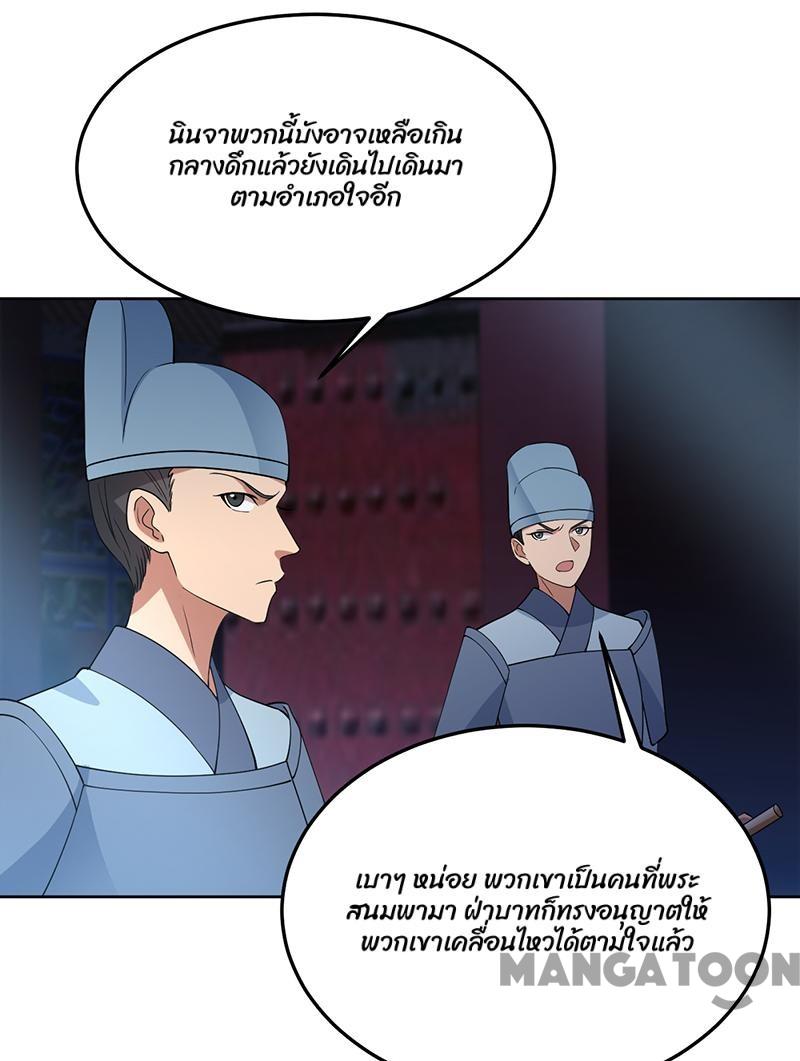 นินจาพวกนี้บังอาจเหลือเกิน
กลางดึกแล้วยังเดินไปเดินมา
ตามอำเภอใจอีก
เบาๆ หน่อย พวกเขาเป็นคนที่พระ
สนมพามา ฝ่าบาทก็ทรงอนุญาตให้
พวกเขาเคลื่อนไหวได้ตามใจแล้ว
MANGATOON